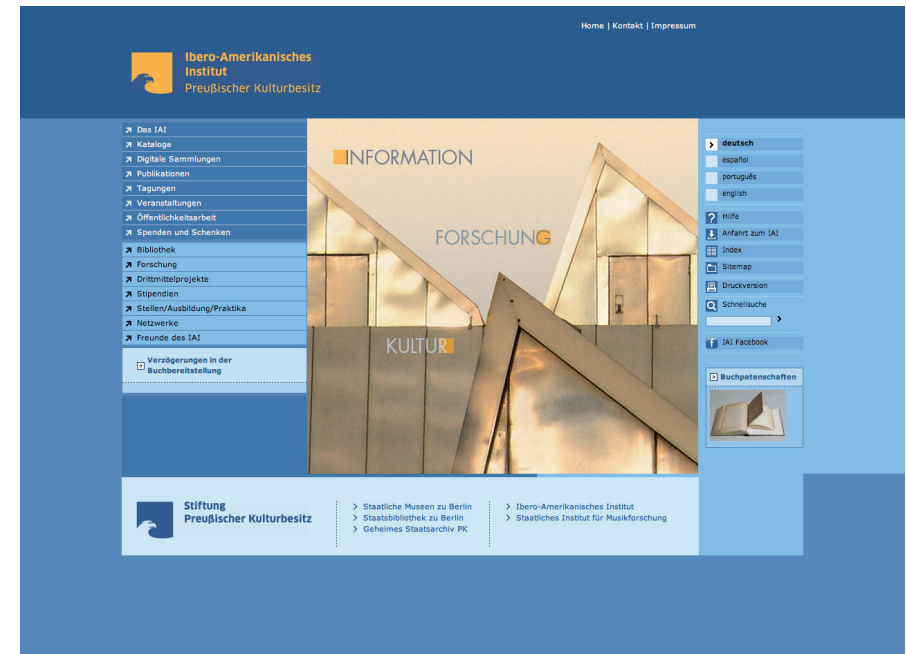 Home | Kontakt | Impressum
Ibero-Amerikanisches
Institut
Preußischer Kulturbesitz
Das IAI
Kataloge
Digitale Sammlungen
Publikationen
Tagungen
Veranstaltungen
Öffentlichkeitsarbeit
Spenden und Schenken
Bibliothek
Forschung
Drittmittelprojekte
Stipendien
Stellen/Ausbildung/Praktika
Netzwerke
Freunde des IAI
Verzögerungen in der
Buchbereitstellung
INFORMATION
FORSCHUNG
KULTUR
deutsch
español
português
english
Hilfe
Anfahrt zum IAI
Index
Sitemap
Druckversion
Schnellsuche
IAI Facebook
Buchpatenschaften
Stiftung
Preußischer Kulturbesitz
Staatliche Museen zu Berlin
Staatsbibliothek zu Berlin
Geheimes Staatsarchiv PK
Ibero-Amerikanisches Institut
Staatliches Institut für Musikforschung